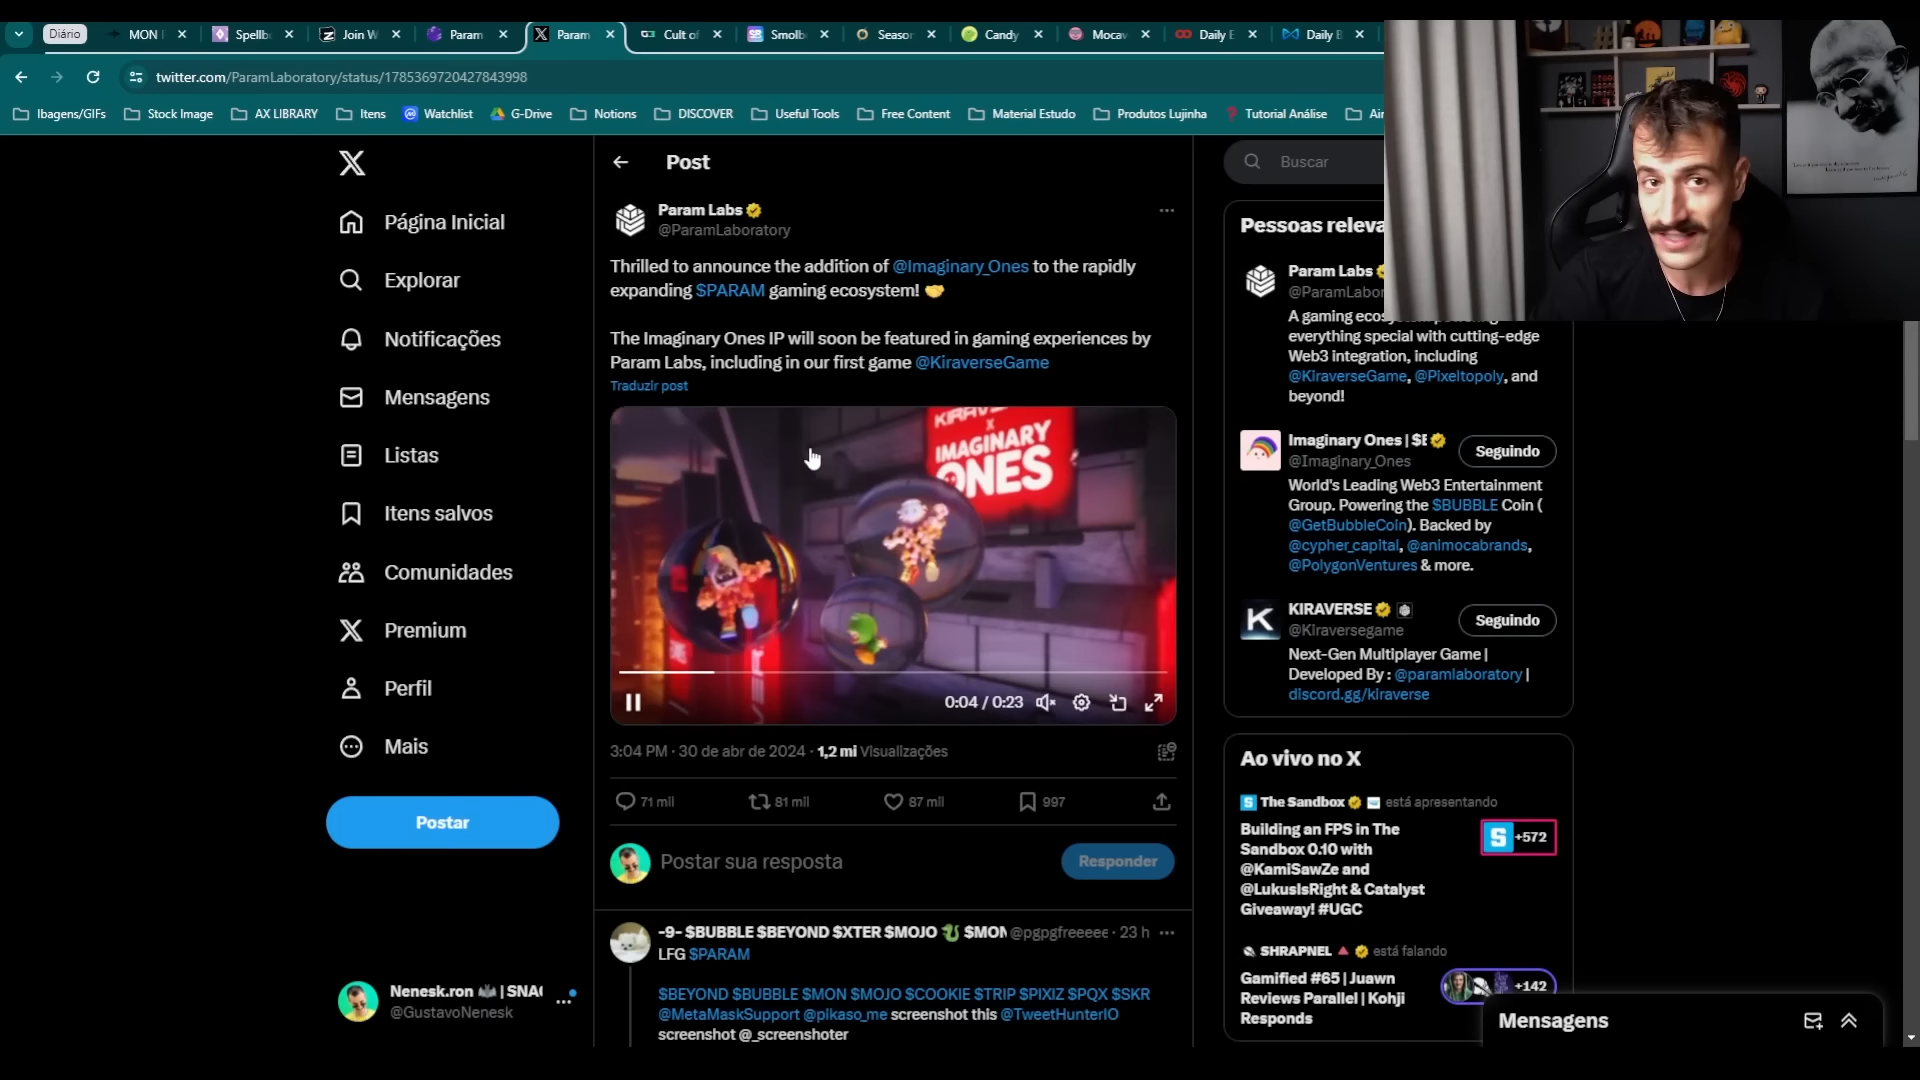 Diário
MON F
Spellb
Join W
Param
Param
Cult of
Smolb
Season
Candy
Mocav
Daily E
Daily B
twitter.com/ParamLaboratory/status/1785369720427843998
Ibagens/GIFs
Stock Image
AX LIBRARY
Itens
Watchlist
G-Drive
Notions
DISCOVER
Useful Tools
Free Content
Material Estudo
Produtos Lujinha
Tutorial Análise
Air
Página Inicial
Explorar
Notificações
Mensagens
Listas
Itens salvos
Comunidades
Premium
Perfil
Mais
Postar
Nenesk.ron 🦇 | SNA
@GustavoNenesk
Post
Param Labs
@ParamLaboratory
Thrilled to announce the addition of @Imaginary_Ones to the rapidly
expanding $PARAM gaming ecosystem! 🤝
The Imaginary Ones IP will soon be featured in gaming experiences by
Param Labs, including in our first game @KiraverseGame
Traduzir post
X
IMAGINARY
ONES
0:04 / 0:23
3:04 PM · 30 de abr de 2024 · 1,2 mi Visualizações
71 mil
81 mil
87 mil
997
Postar sua resposta
Responder
-9- $BUBBLE $BEYOND $XTER $MOJO 🐉 $MON @pgpgfreeeee · 23 h
LFG $PARAM
$BEYOND $BUBBLE $MON $MOJO $COOKIE $TRIP $PIXIZ $PQX $SKR
@MetaMaskSupport @pikaso_me screenshot this @TweetHunterIO
screenshot @_screenshoter
Buscar
Pessoas releva
Param Labs
@ParamLabor
A gaming ecos
everything special with cutting-edge
Web3 integration, including
@KiraverseGame, @Pixeltopoly, and
beyond!
Imaginary Ones | $B
@Imaginary_Ones
Seguindo
World's Leading Web3 Entertainment
Group. Powering the $BUBBLE Coin (
@GetBubbleCoin). Backed by
@cypher_capital, @animocabrands,
@PolygonVentures & more.
KIRAVERSE
@Kiraversegame
Seguindo
Next-Gen Multiplayer Game |
Developed By : @paramlaboratory |
discord.gg/kiraverse
Ao vivo no X
The Sandbox está apresentando
Building an FPS in The
Sandbox 0.10 with
@KamiSawZe and
@LukusIsRight & Catalyst
Giveaway! #UGC
+572
SHRAPNEL está falando
Gamified #65 | Juawn
Reviews Parallel | Kohji
Responds
+142
Mensagens